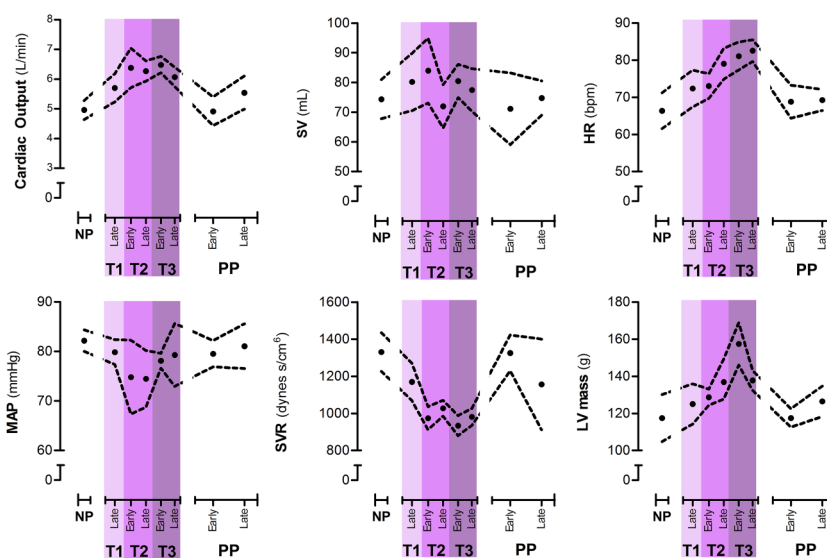 Cardiac Output (L/min)
8
7
6
5
4
3
0
NP
Late
Early
Late
Early
Late
Early
Late
T1 T2 T3 PP
SV (mL)
100
90
80
70
60
50
0
NP
Late
Early
Late
Early
Late
Early
Late
T1 T2 T3 PP
HR (bpm)
90
80
70
60
50
0
NP
Late
Early
Late
Early
Late
Early
Late
T1 T2 T3 PP
MAP (mmHg)
90
80
70
60
0
NP
Late
Early
Late
Early
Late
Early
Late
T1 T2 T3 PP
SVR (dynes s/cm⁶)
1600
1400
1200
1000
800
0
NP
Late
Early
Late
Early
Late
Early
Late
T1 T2 T3 PP
LV mass (g)
180
160
140
120
100
0
NP
Late
Early
Late
Early
Late
Early
Late
T1 T2 T3 PP